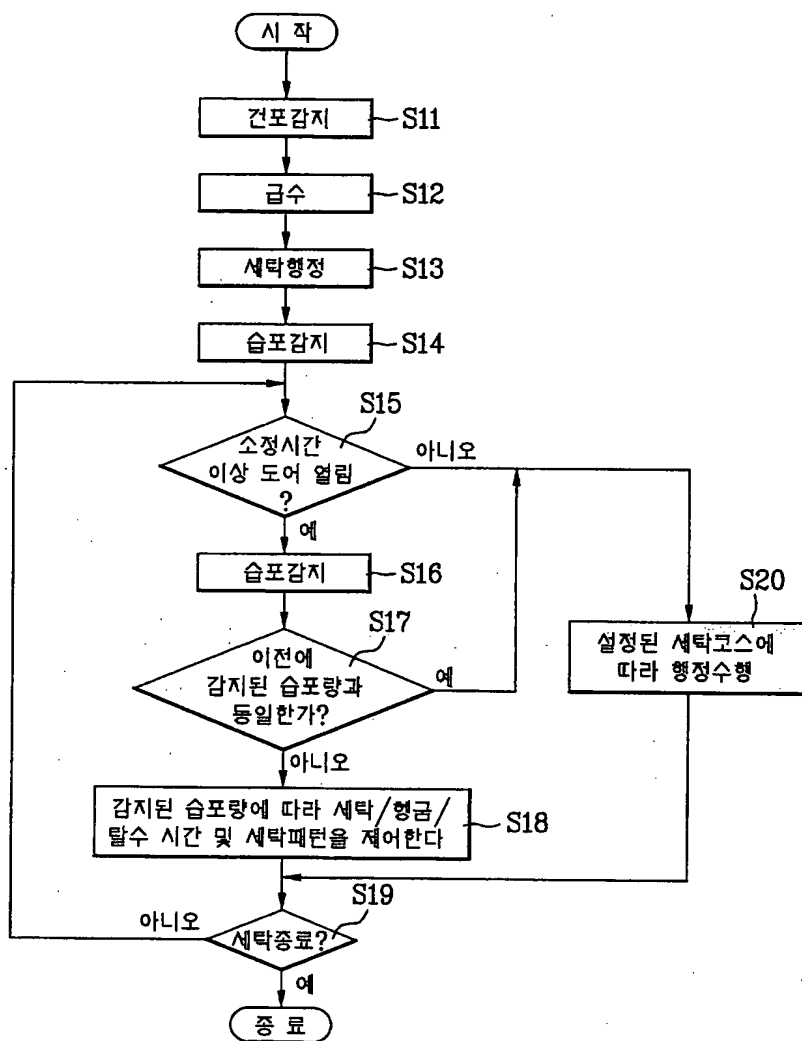 시 작
건포감지
S11
급수
S12
세탁행정
S13
습포감지
S14
S15
소정시간
이상 도어 열림
?
아니오
예
습포감지
S16
S17
이전에
감지된 습포량과
동일한가?
예
아니오
S20
설정된 세탁코스에
따라 행정수행
감지된 습포량에 따라 세탁/헹굼/
탈수 시간 및 세탁패턴을 제어한다
S18
S19
세탁종료?
아니오
예
종 료